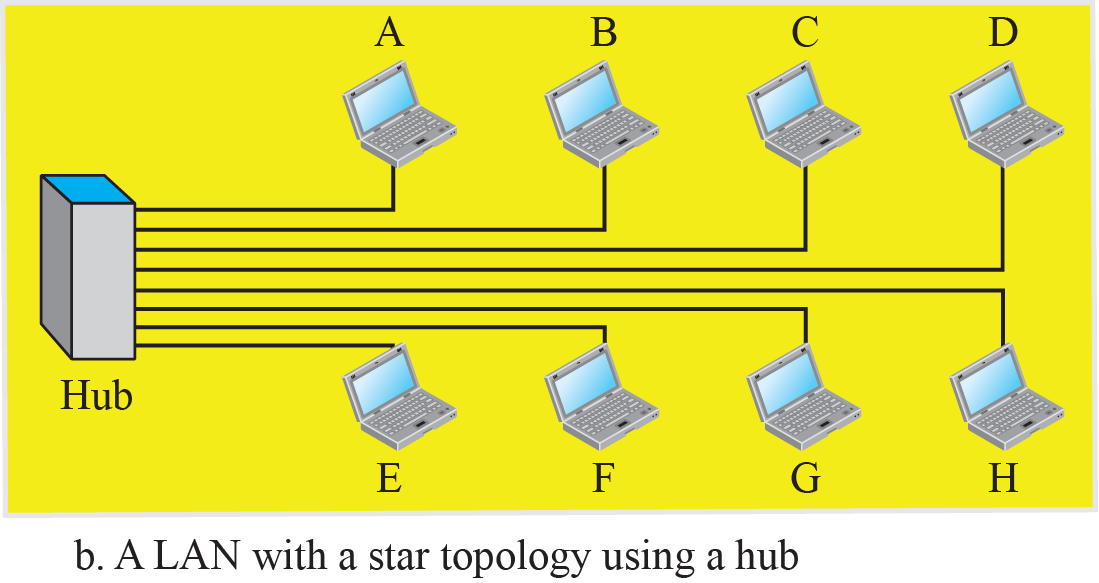 A B C D
Hub
E F G H
b. A LAN with a star topology using a hub